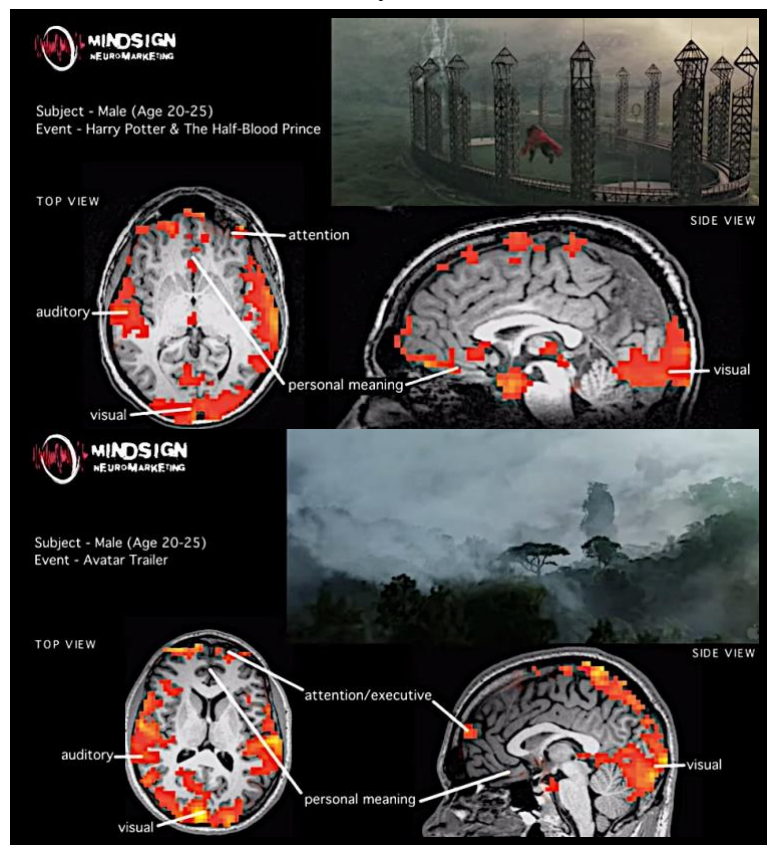 MINDSIGN
NEUROMARKETING
Subject - Male (Age 20-25)
Event - Harry Potter & The Half-Blood Prince
TOP VIEW
SIDE VIEW
attention
auditory
personal meaning
visual
visual
MINDSIGN
NEUROMARKETING
Subject - Male (Age 20-25)
Event - Avatar Trailer
TOP VIEW
SIDE VIEW
attention/executive
auditory
visual
personal meaning
visual